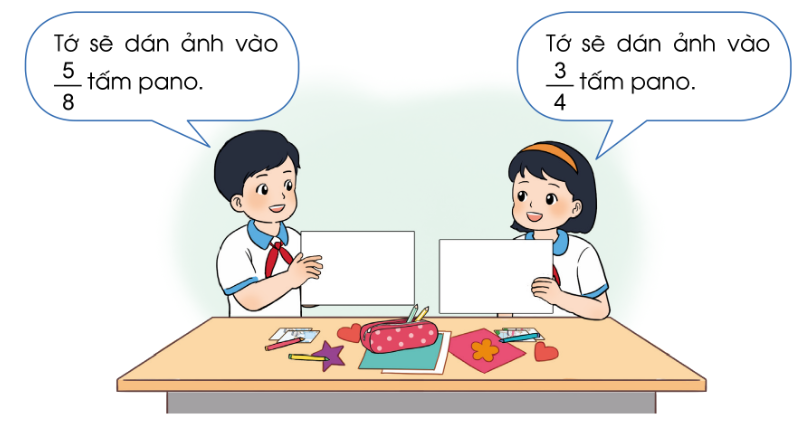 Tớ sẽ dán ảnh vào
5/8 tấm pano.
Tớ sẽ dán ảnh vào
3/4 tấm pano.